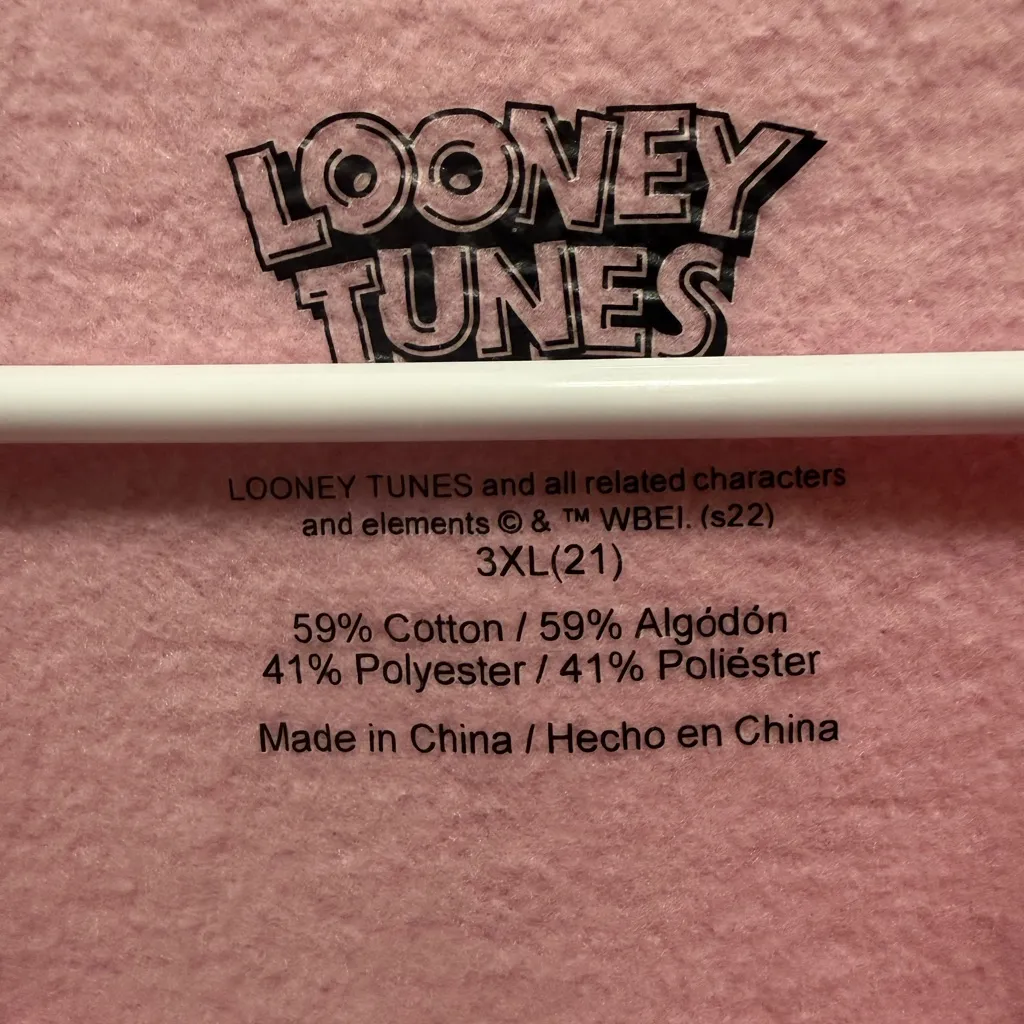 LOONEY
TUNES
LOONEY TUNES and all related characters
and elements © & ™ WBEI. (s22)
3XL(21)
59% Cotton / 59% Algódón
41% Polyester / 41% Poliéster
Made in China / Hecho en China